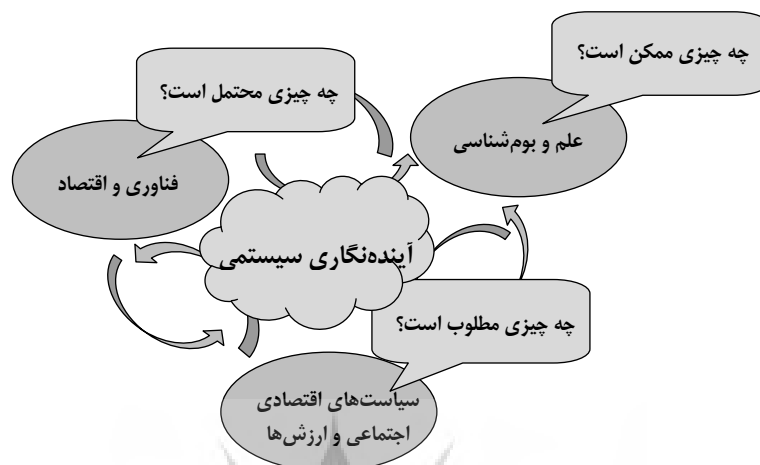 چه چیزی ممکن است؟
علم و بوم‌شناسی
چه چیزی محتمل است؟
فناوری و اقتصاد
آینده‌نگاری سیستمی
چه چیزی مطلوب است؟
سیاست‌های اقتصادی
اجتماعی و ارزش‌ها